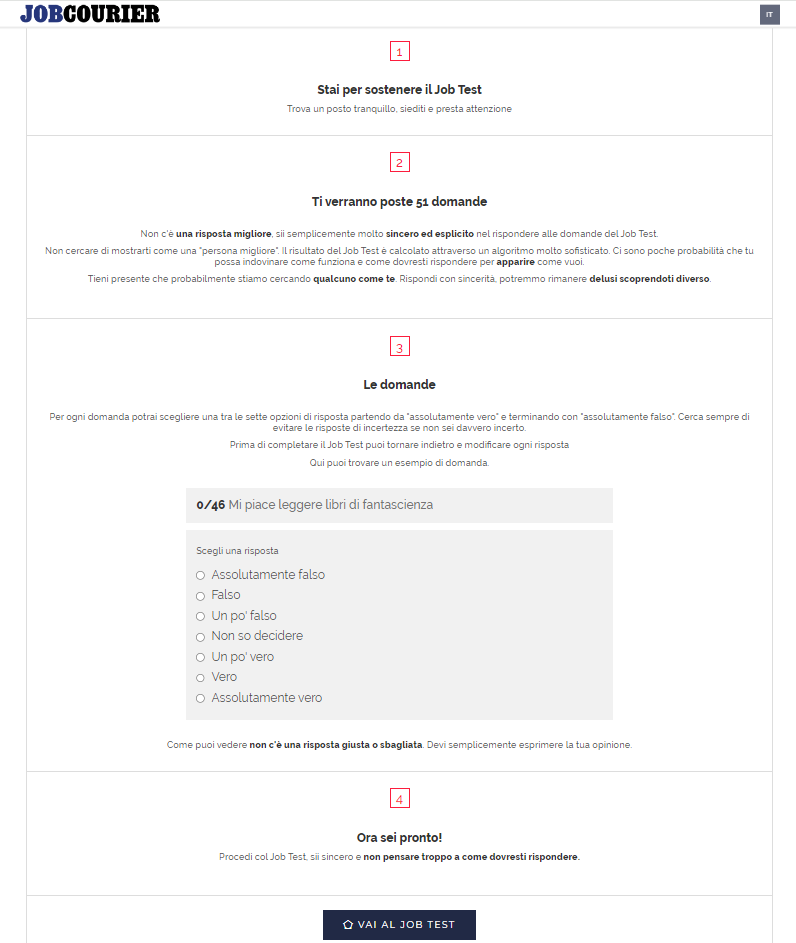 JOBCOURIER
IT
1
Stai per sostenere il Job Test
Trova un posto tranquillo, siediti e presta attenzione
2
Ti verranno poste 51 domande
Non c'è una risposta migliore, sii semplicemente molto sincero ed esplicito nel rispondere alle domande del Job Test.
Non cercare di mostrarti come una "persona migliore". Il risultato del Job Test è calcolato attraverso un algoritmo molto sofisticato. Ci sono poche probabilità che tu
possa indovinare come funziona e come dovresti rispondere per apparire come vuoi.
Tieni presente che probabilmente stiamo cercando qualcuno come te. Rispondi con sincerità, potremmo rimanere delusi scoprendoti diverso.
3
Le domande
Per ogni domanda potrai scegliere una tra le sette opzioni di risposta partendo da "assolutamente vero" e terminando con "assolutamente falso". Cerca sempre di
evitare le risposte di incertezza se non sei davvero incerto.
Prima di completare il Job Test puoi tornare indietro e modificare ogni risposta
Qui puoi trovare un esempio di domanda.
0/46 Mi piace leggere libri di fantascienza
Scegli una risposta
Assolutamente falso
Falso
Un po' falso
Non so decidere
Un po' vero
Vero
Assolutamente vero
Come puoi vedere non c'è una risposta giusta o sbagliata. Devi semplicemente esprimere la tua opinione.
4
Ora sei pronto!
Procedi col Job Test, sii sincero e non pensare troppo a come dovresti rispondere.
VAI AL JOB TEST